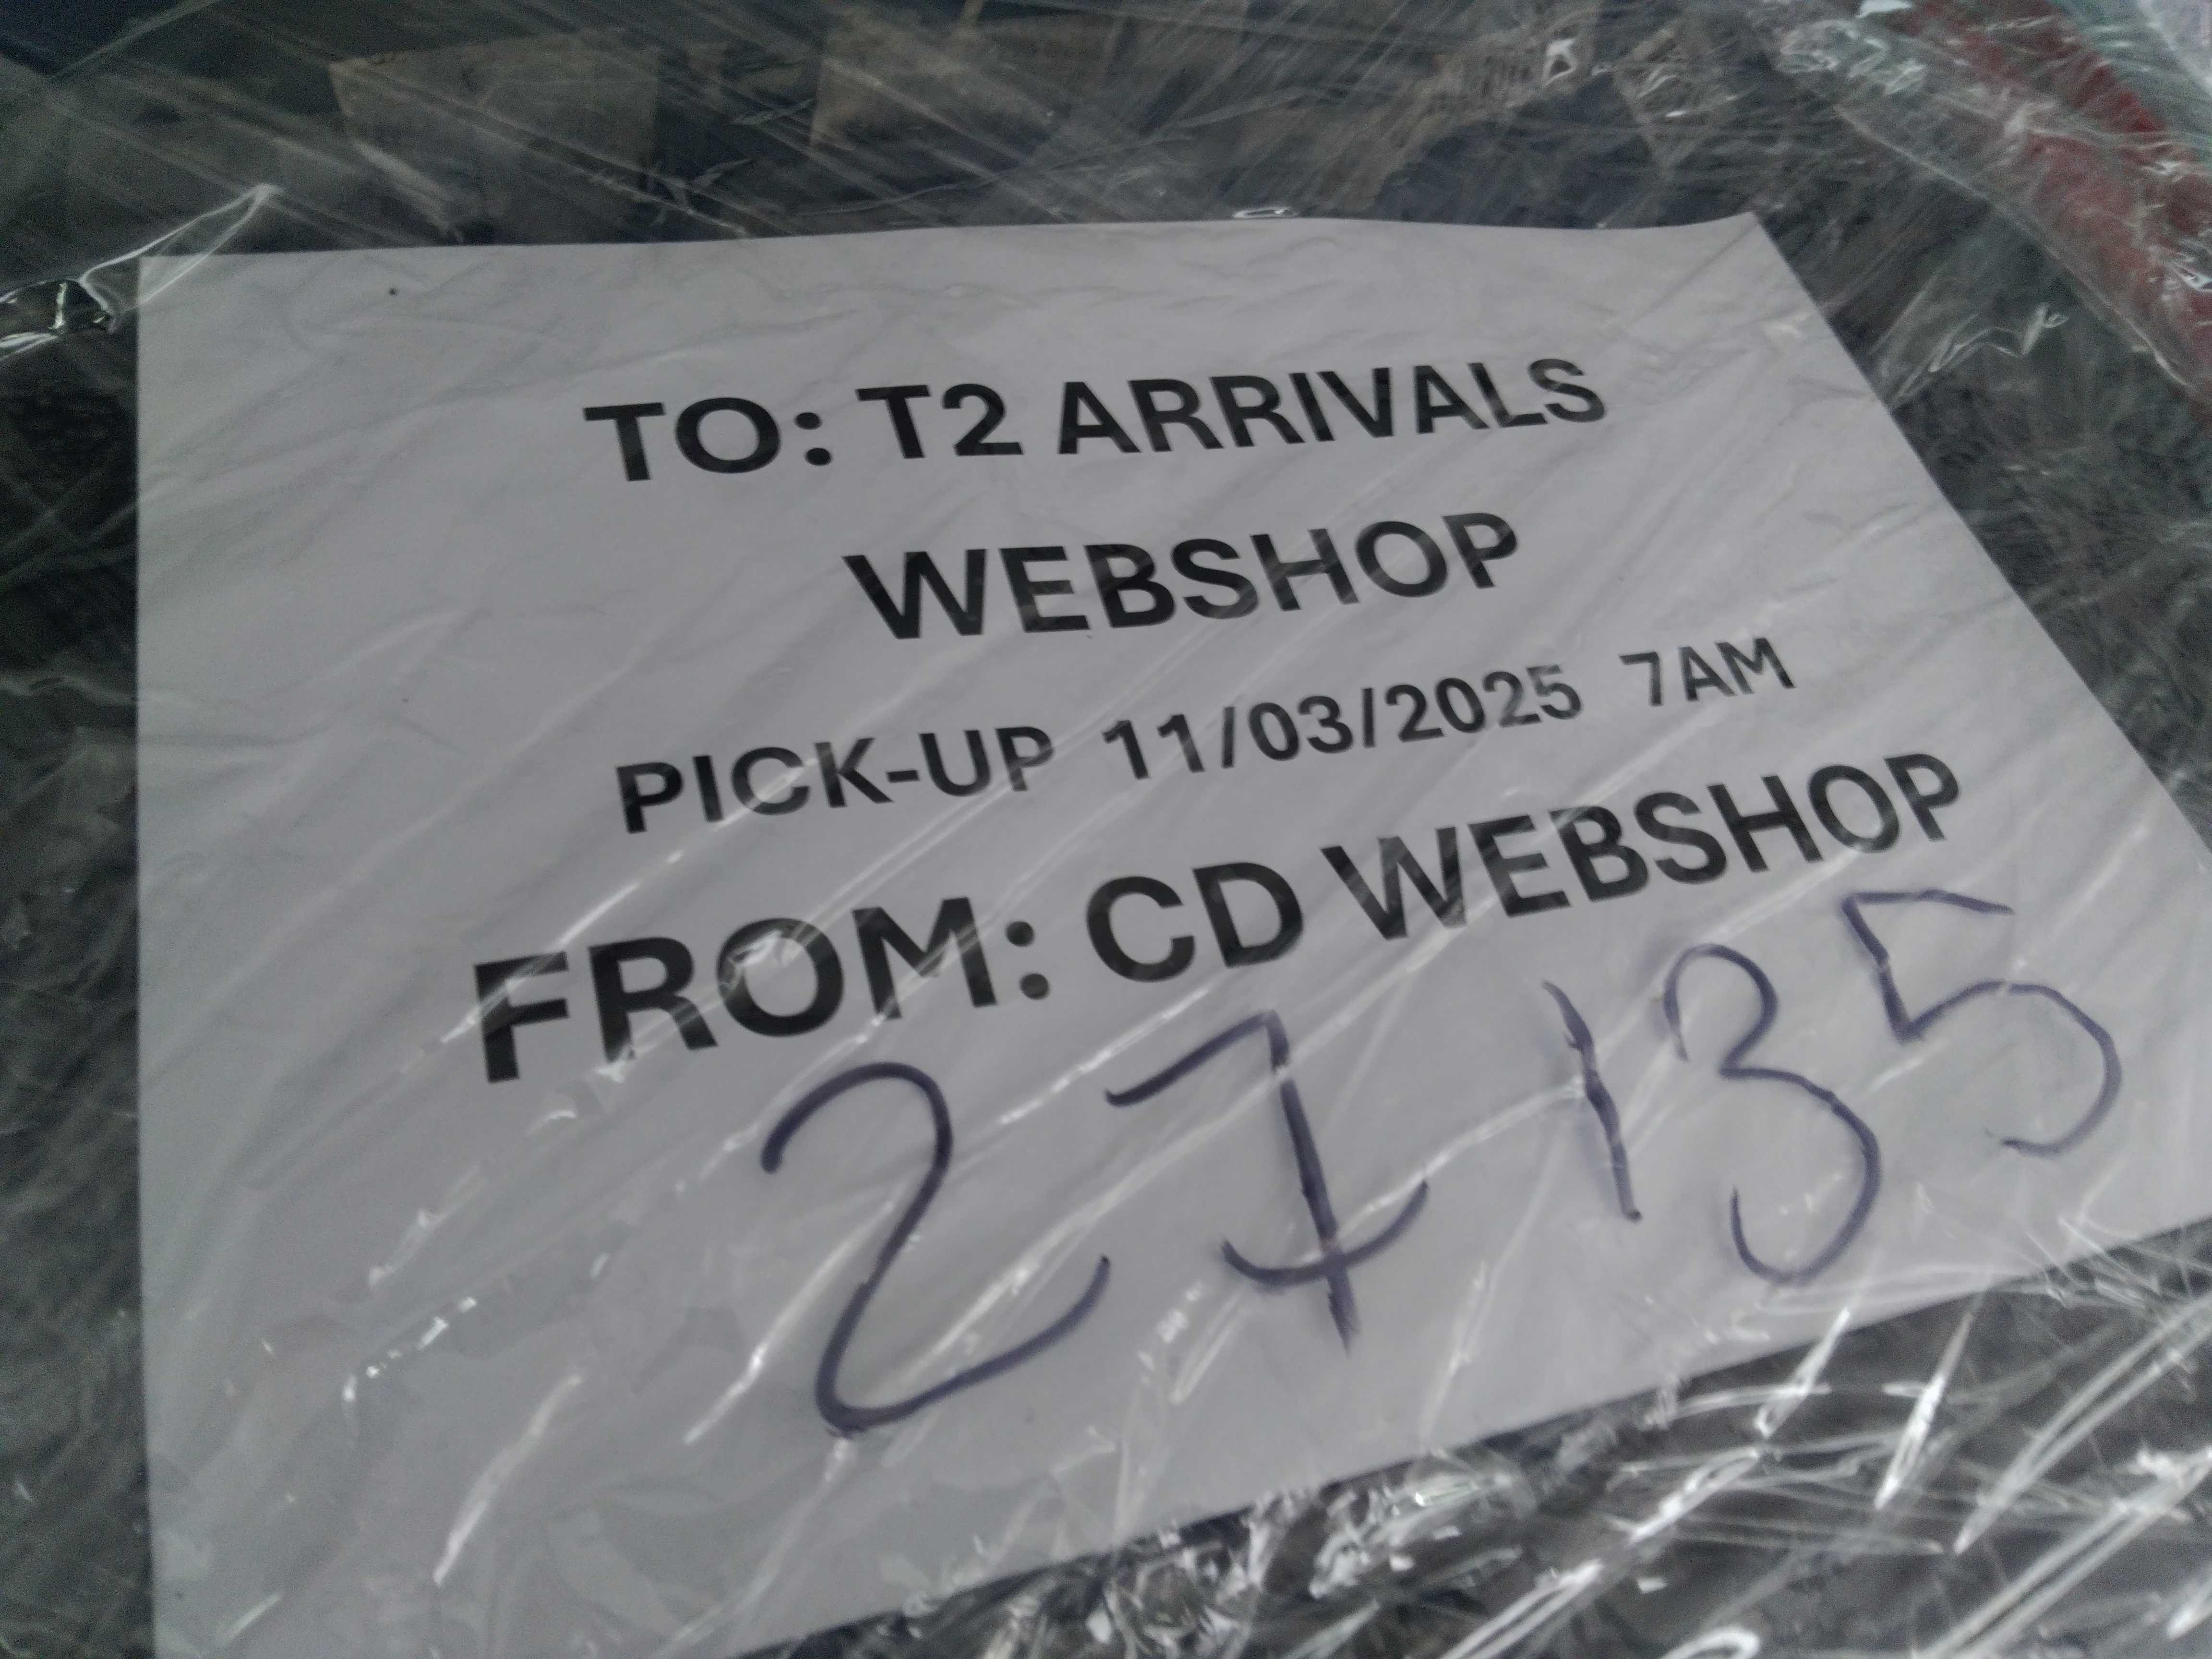 TO: T2 ARRIVALS
WEBSHOP
PICK-UP 11/03/2025 7AM
FROM: CD WEBSHOP
27135